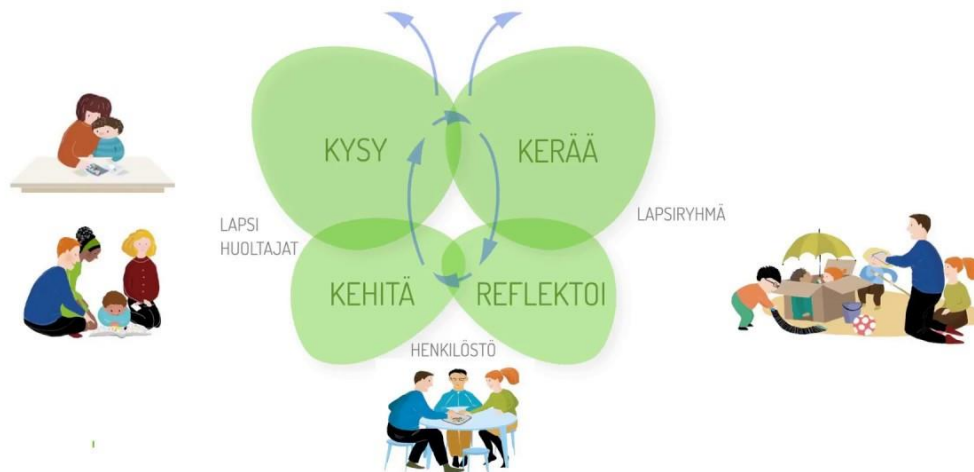 KYSY
KERÄÄ
LAPSI
HUOLTAJAT
LAPSIRYHMÄ
KEHITÄ
REFLEKTOI
HENKILÖSTÖ